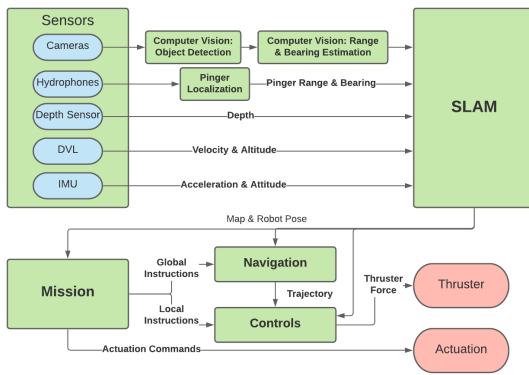 Sensors
Cameras
Computer Vision:
Object Detection
Computer Vision: Range
& Bearing Estimation
Hydrophones
Pinger
Localization
Pinger Range & Bearing
SLAM
Depth Sensor
Depth
DVL
Velocity & Altitude
IMU
Acceleration & Attitude
Map & Robot Pose
Mission
Global
Instructions
Navigation
Trajectory
Thruster
Force
Thruster
Local
Instructions
Controls
Actuation Commands
Actuation